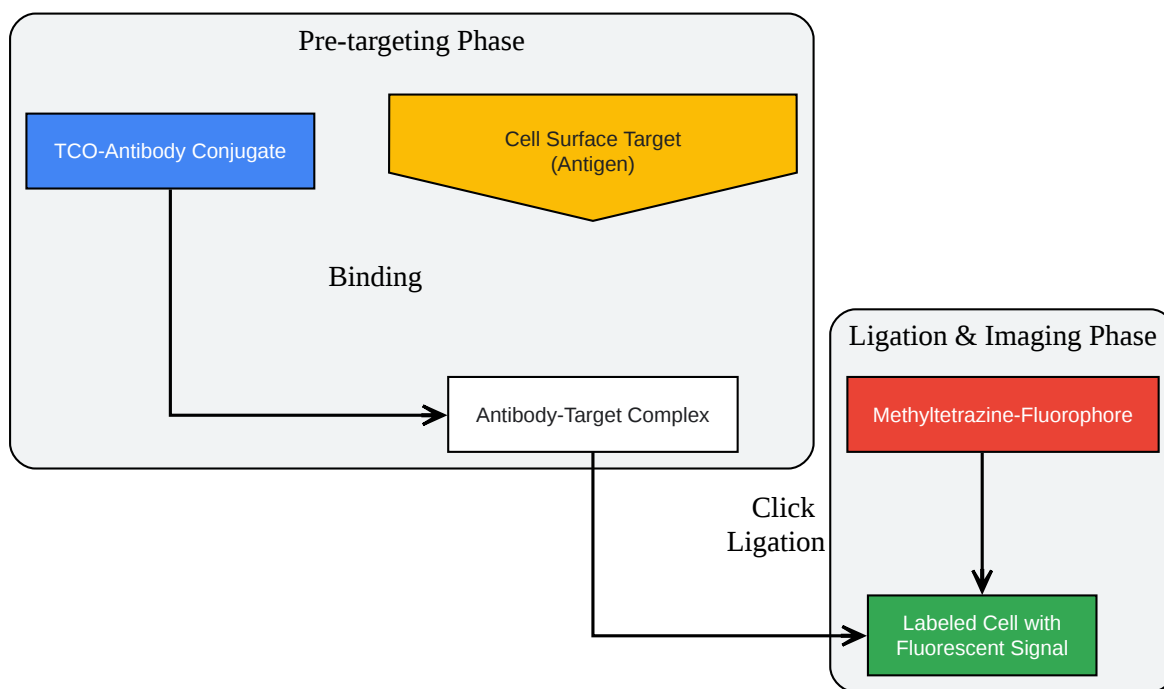 Pre-targeting Phase
TCO-Antibody Conjugate
Cell Surface Target
(Antigen)
Binding
Antibody-Target Complex
Ligation & Imaging Phase
Methyltetrazine-Fluorophore
Click
Ligation
Labeled Cell with
Fluorescent Signal